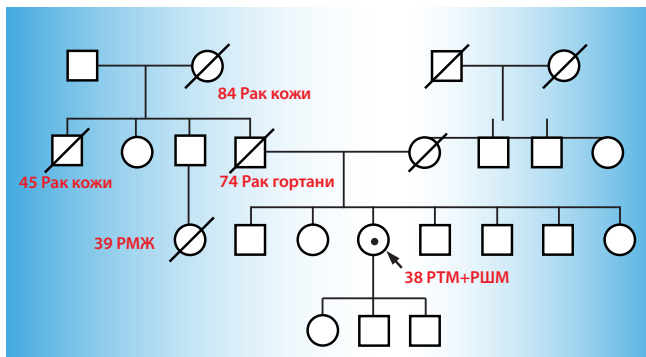 84 Рак кожи
45 Рак кожи
74 Рак гортани
39 РМЖ
38 РТМ+РШМ